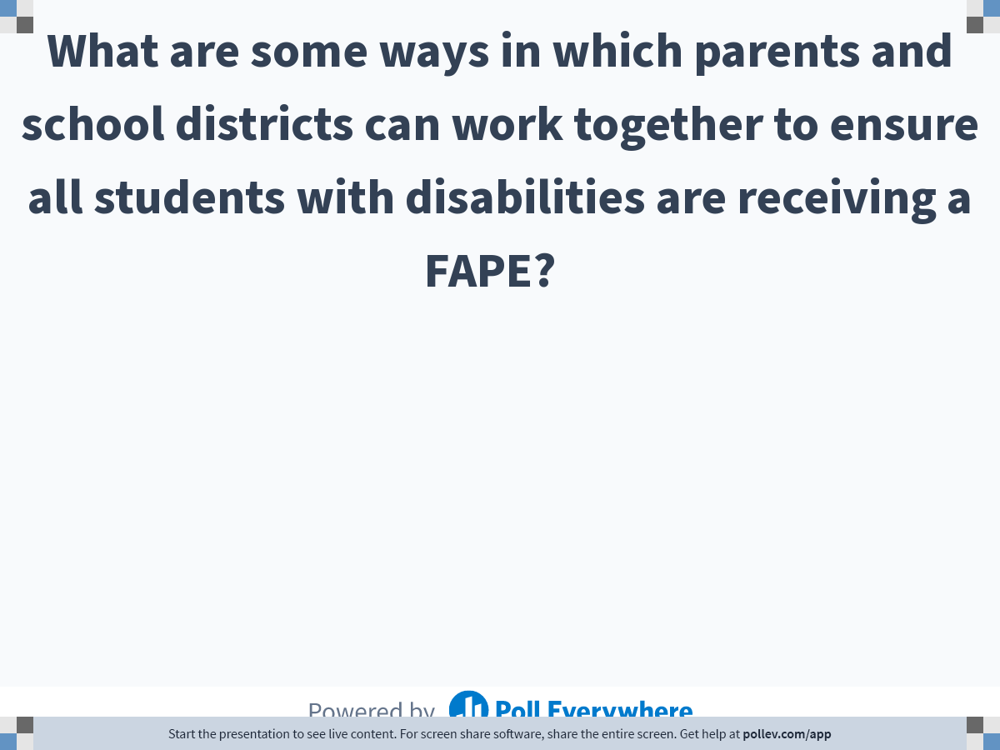 What are some ways in which parents and
school districts can work together to ensure
all students with disabilities are receiving a
FAPE?
Powered by Poll Everywhere
Start the presentation to see live content. For screen share software, share the entire screen. Get help at pollev.com/app